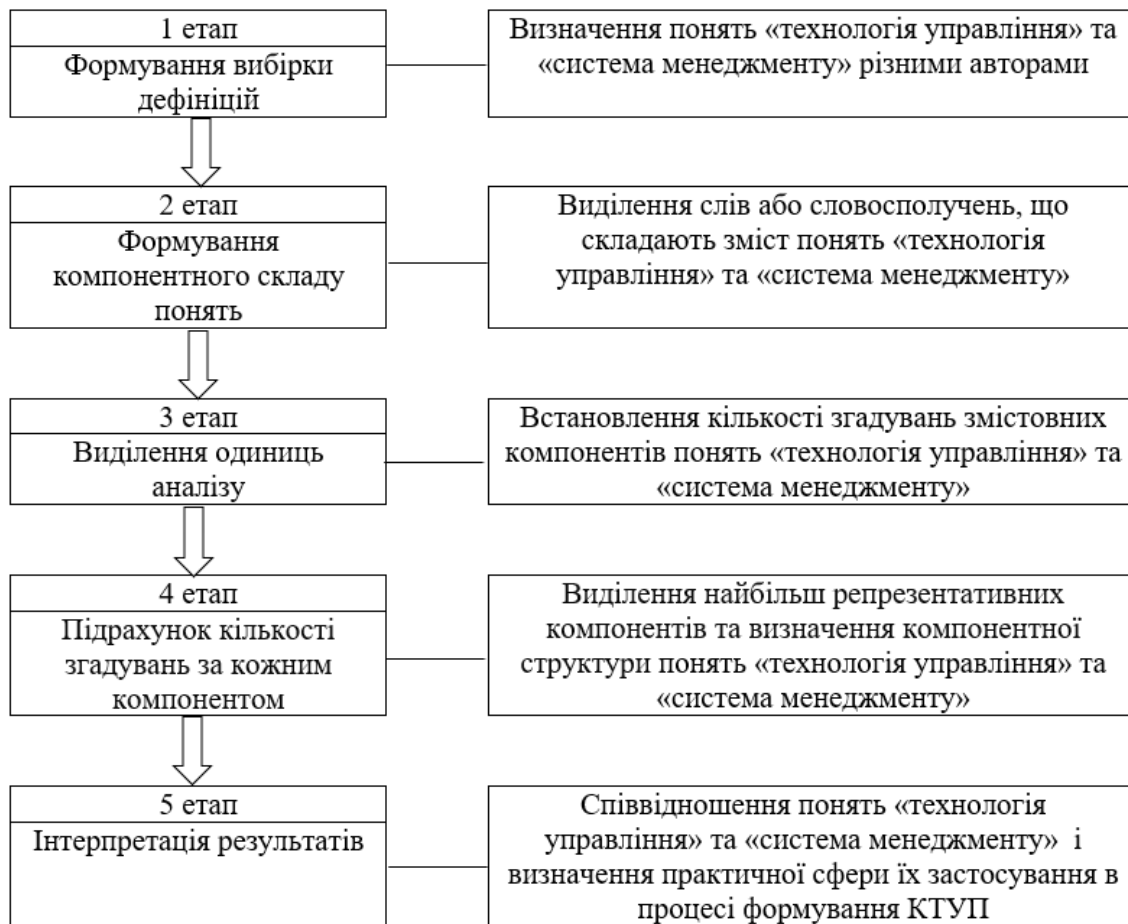 1 етап
Формування вибірки
дефініцій
Визначення понять «технологія управління» та
«система менеджменту» різними авторами
2 етап
Формування
компонентного складу
понять
Виділення слів або словосполучень, що
складають зміст понять «технологія
управління» та «система менеджменту»
3 етап
Виділення одиниць
аналізу
Встановлення кількості згадувань змістовних
компонентів понять «технологія управління» та
«система менеджменту»
4 етап
Підрахунок кількості
згадувань за кожним
компонентом
Виділення найбільш репрезентативних
компонентів та визначення компонентної
структури понять «технологія управління» та
«система менеджменту»
5 етап
Інтерпретація результатів
Співвідношення понять «технологія
управління» та «система менеджменту» і
визначення практичної сфери їх застосування в
процесі формування КТУП